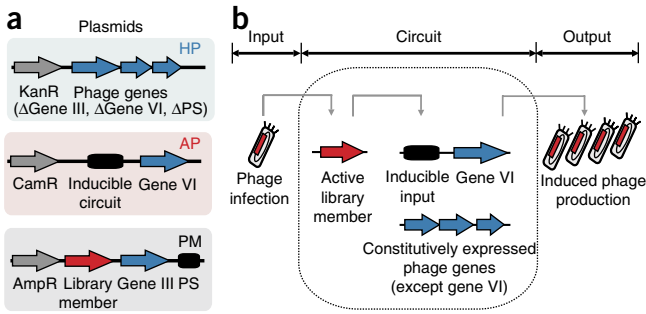 a
Plasmids
HP
KanR Phage genes
(ΔGene III, ΔGene VI, ΔPS)
AP
CamR Inducible Gene VI
circuit
PM
AmpR Library Gene III PS
member
b
Input Circuit Output
Phage
infection
Active
library
member
Inducible
input
Gene VI
Constitutively expressed
phage genes
(except gene VI)
Induced phage
production